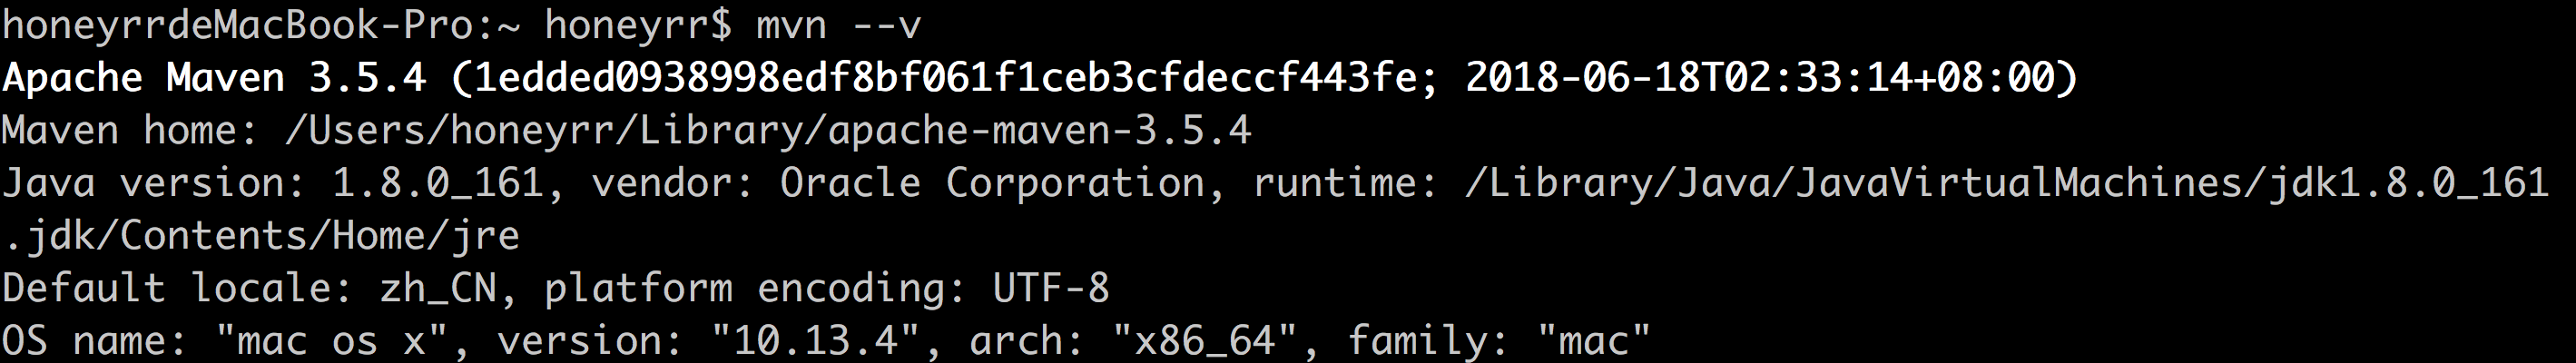 honeyrrdeMacBook-Pro:~ honeyrr$ mvn --v
Apache Maven 3.5.4 (1edded0938998edf8bf061f1ceb3cfdeccf443fe; 2018-06-18T02:33:14+08:00)
Maven home: /Users/honeyrr/Library/apache-maven-3.5.4
Java version: 1.8.0_161, vendor: Oracle Corporation, runtime: /Library/Java/JavaVirtualMachines/jdk1.8.0_161
.jdk/Contents/Home/jre
Default locale: zh_CN, platform encoding: UTF-8
OS name: "mac os x", version: "10.13.4", arch: "x86_64", family: "mac"